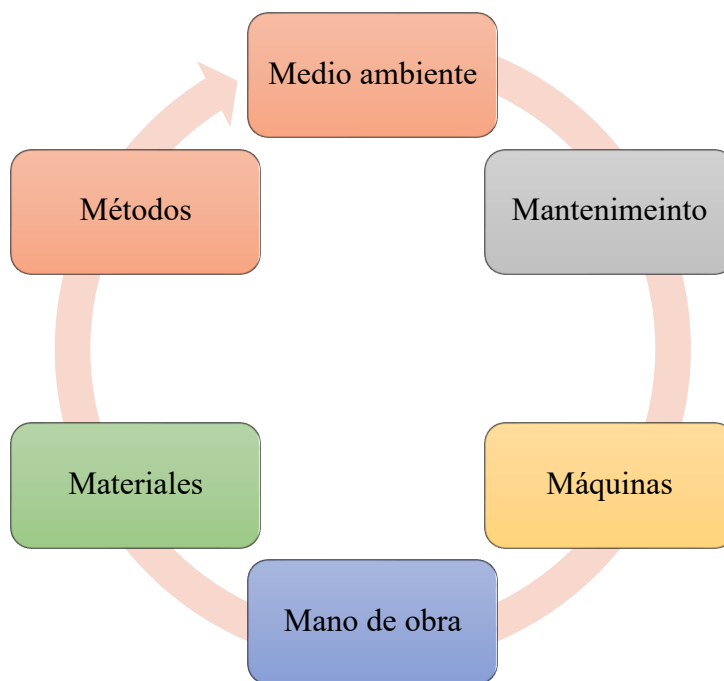 Medio ambiente
Mantenimeinto
Máquinas
Mano de obra
Materiales
Métodos